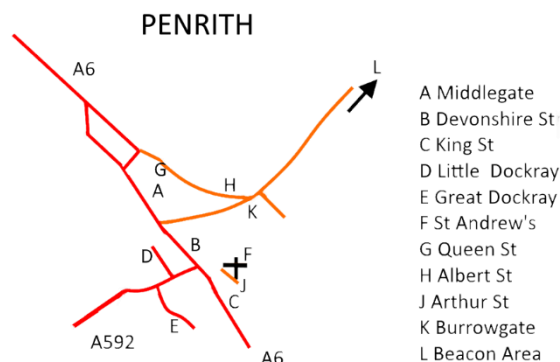 PENRITH
L
A6
A Middlegate
B Devonshire St
C King St
D Little Dockray
E Great Dockray
F St Andrew's
G Queen St
H Albert St
J Arthur St
K Burrowgate
L Beacon Area
G
A
H
K
B
D
F
J
C
E
A592
A6